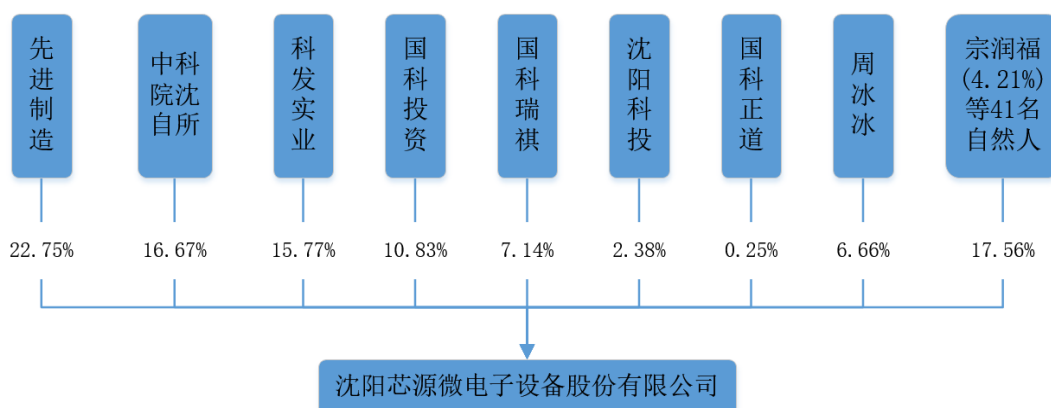 先进制造
中科院沈自所
科发实业
国科投资
国科瑞祺
沈阳科投
国科正道
周冰冰
宗润福
(4.21%)
等41名
自然人
22.75%
16.67%
15.77%
10.83%
7.14%
2.38%
0.25%
6.66%
17.56%
沈阳芯源微电子设备股份有限公司